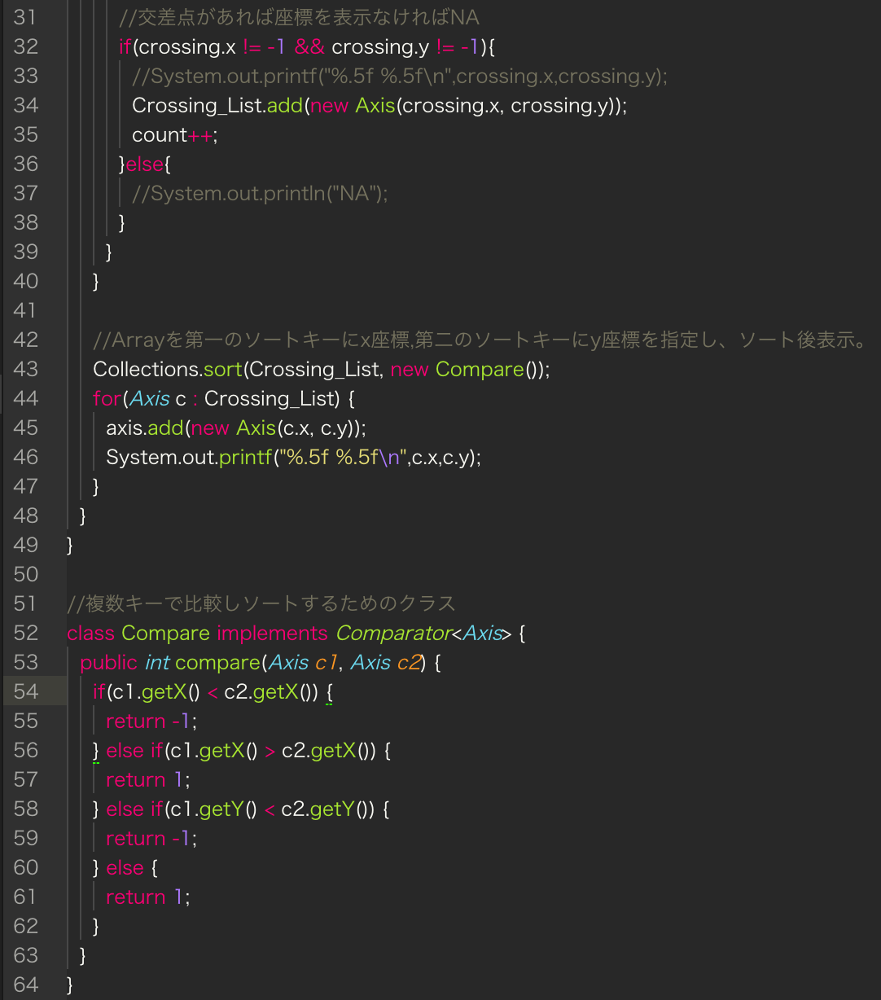 31 //交差点があれば座標を表示なければNA
32 if(crossing.x != -1 && crossing.y != -1){
33 //System.out.printf("%.5f %.5f\n",crossing.x,crossing.y);
34 Crossing_List.add(new Axis(crossing.x, crossing.y));
35 count++;
36 }else{
37 //System.out.println("NA");
38 }
39 }
40 }
41
42 //Arrayを第一のソートキーにx座標,第二のソートキーにy座標を指定し、ソート後表示。
43 Collections.sort(Crossing_List, new Compare());
44 for(Axis c : Crossing_List) {
45 axis.add(new Axis(c.x, c.y));
46 System.out.printf("%.5f %.5f\n",c.x,c.y);
47 }
48 }
49 }
50
51 //複数キーで比較しソートするためのクラス
52 class Compare implements Comparator<Axis> {
53 public int compare(Axis c1, Axis c2) {
54 if(c1.getX() < c2.getX()) {
55 return -1;
56 } else if(c1.getX() > c2.getX()) {
57 return 1;
58 } else if(c1.getY() < c2.getY()) {
59 return -1;
60 } else {
61 return 1;
62 }
63 }
64 }